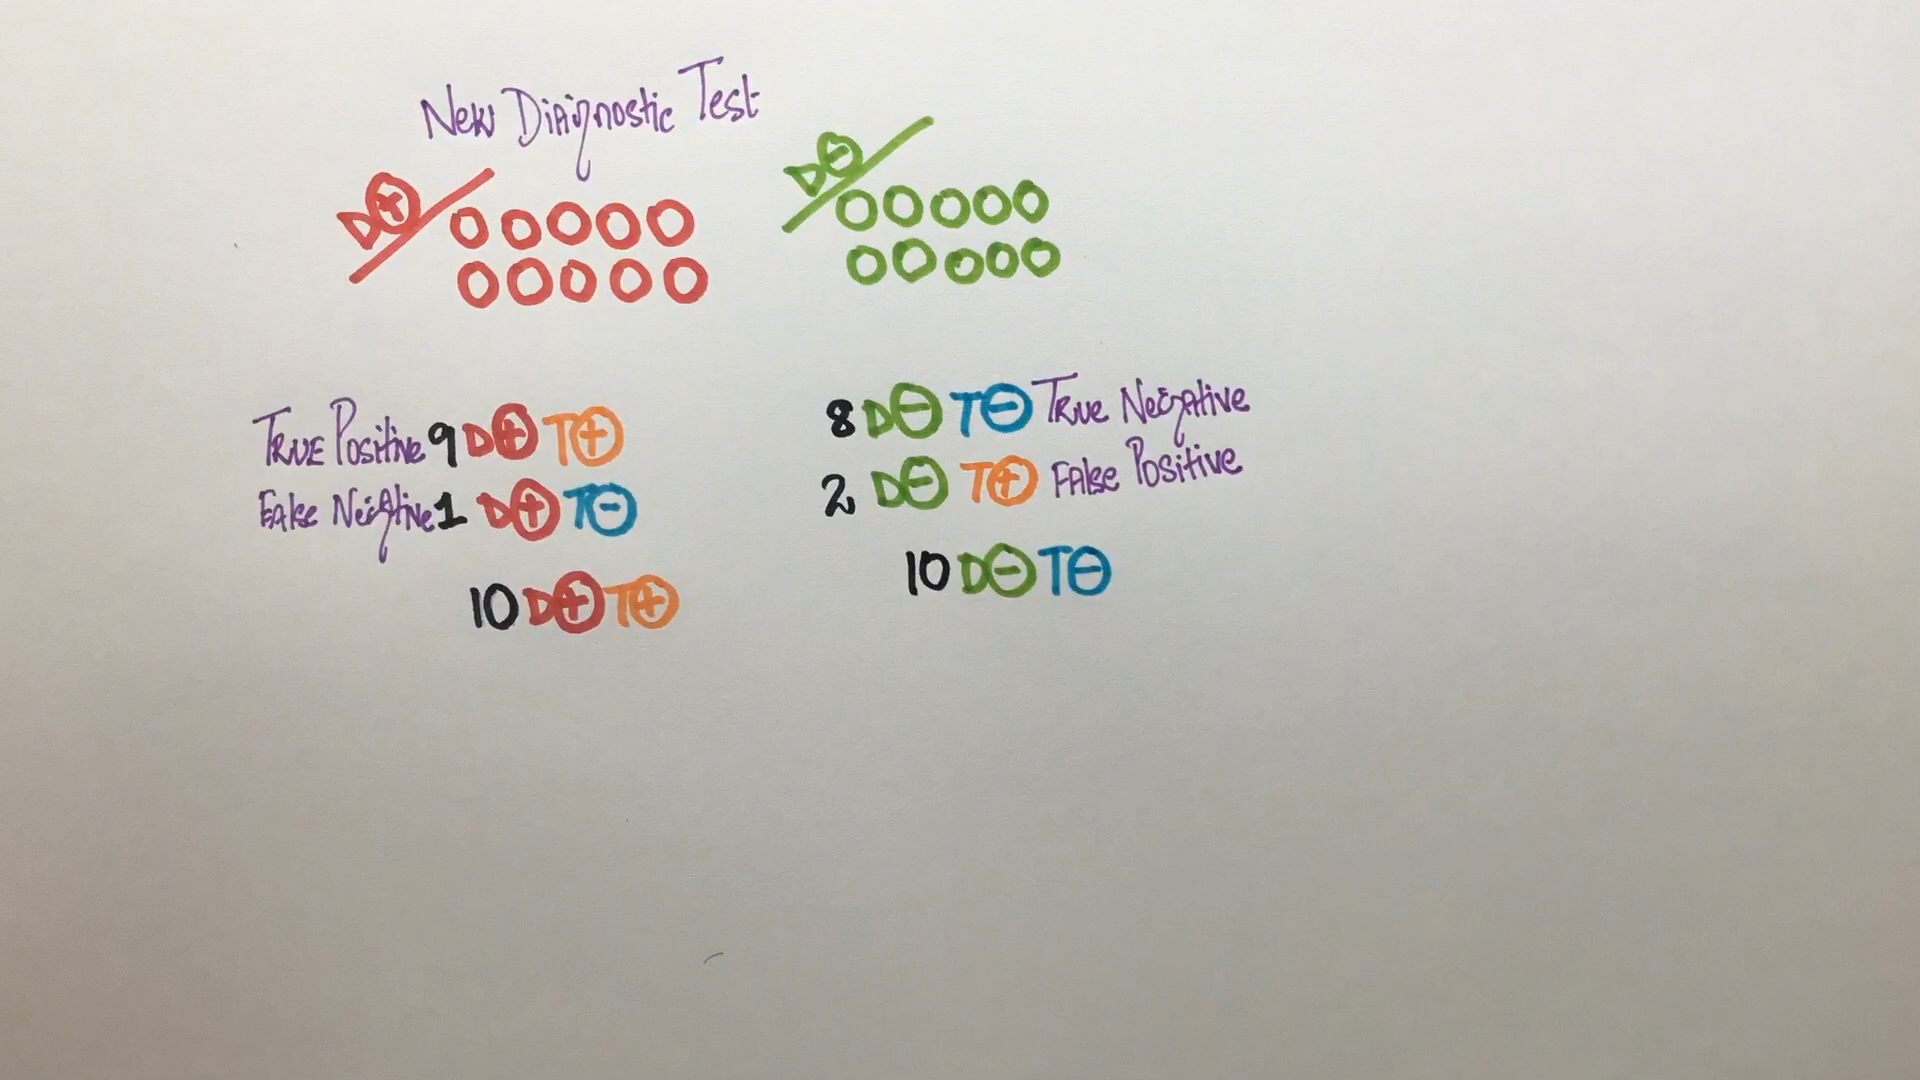 New Diagnostic Test
D+
D-
True Positive 9 D+ T+
False Negative 1 D+ T-
10 D+ T+
8 D- T- True Negative
2 D- T+ False Positive
10 D- T-